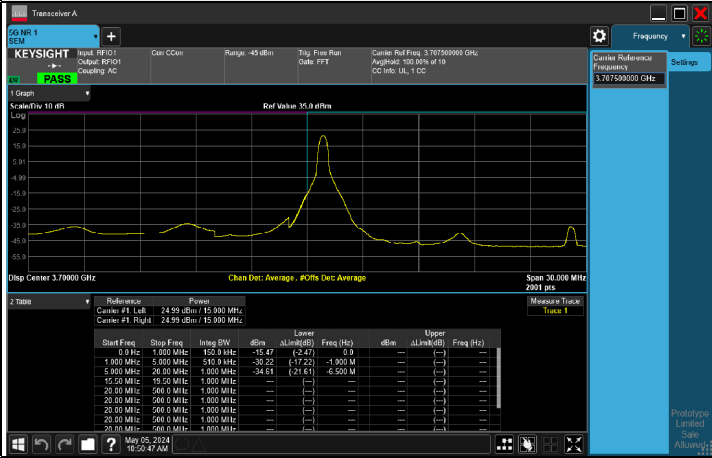 Transceiver A
5G NR 1
SEM
Frequency
KEYSIGHT
Input: RFIO1
Output: RFIO1
Coupling: AC
Corr CCorr
Range: -45 dBm
Trig: Free Run
Gate: FFT
Carrier Ref Freq: 3.707500000 GHz
Avg|Hold: 100.00% of 10
CC Info: UL, 1 CC
PASS
Carrier Reference
Frequency
3.707500000 GHz
Settings
1 Graph
Scale/Div 10 dB
Ref Value 35.0 dBm
Log
25.0
15.0
5.01
-4.99
-15.0
-25.0
-35.0
-45.0
-55.0
Disp Center 3.70000 GHz
Chan Det: Average , #Offs Det: Average
Span 30.000 MHz
2001 pts
2 Table
Reference Power
Carrier #1. Left 24.99 dBm / 15.000 MHz
Carrier #1. Right 24.99 dBm / 15.000 MHz
Measure Trace
Trace 1
Lower Upper
Start Freq Stop Freq Integ BW dBm ΔLimit(dB) Freq (Hz) dBm ΔLimit(dB) Freq (Hz)
0.0 Hz 1.000 MHz 150.0 kHz -15.47 (-2.47) 0.0 --- (---) ---
1.000 MHz 5.000 MHz 510.0 kHz -30.22 (-17.22) -1.000 M --- (---) ---
5.000 MHz 20.00 MHz 1.000 MHz -34.61 (-21.61) -6.500 M --- (---) ---
15.50 MHz 19.50 MHz 1.000 MHz --- (---) --- --- (---) ---
20.00 MHz 500.0 MHz 1.000 MHz --- (---) --- --- (---) ---
20.00 MHz 500.0 MHz 1.000 MHz --- (---) --- --- (---) ---
20.00 MHz 500.0 MHz 1.000 MHz --- (---) --- --- (---) ---
20.00 MHz 500.0 MHz 1.000 MHz --- (---) --- --- (---) ---
20.00 MHz 500.0 MHz 1.000 MHz --- (---) --- --- (---) ---
Prototype
Limited
Sale
Allowed
May 05, 2024
10:50:47 AM